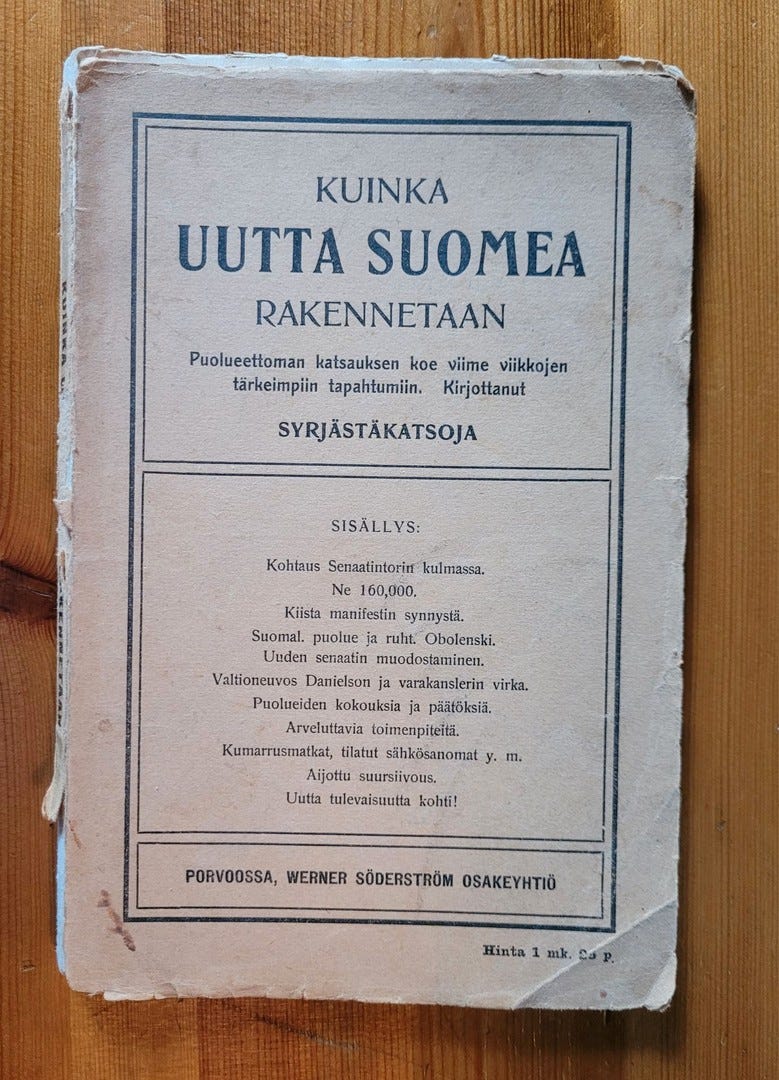 KUINKA
UUTTA SUOMEA
RAKENNETAAN
Puolueettoman katsauksen koe viime viikkojen
tärkeimpiin tapahtumiin. Kirjottanut
SYRJÄSTÄKATSOJA
SISÄLLYS:
Kohtaus Senaatintorin kulmassa.
Ne 160,000.
Kiista manifestin synnystä.
Suomal. puolue ja ruht. Obolenski.
Uuden senaatin muodostaminen.
Valtioneuvos Danielson ja varakanslerin virka.
Puolueiden kokouksia ja päätöksiä.
Arveluttavia toimenpiteitä.
Kumarrusmatkat, tilatut sähkösanomat y. m.
Aijottu suursiivous.
Uutta tulevaisuutta kohti!
PORVOOSSA, WERNER SÖDERSTRÖM OSAKEYHTIÖ
Hinta 1 mk. p.
KUINKA